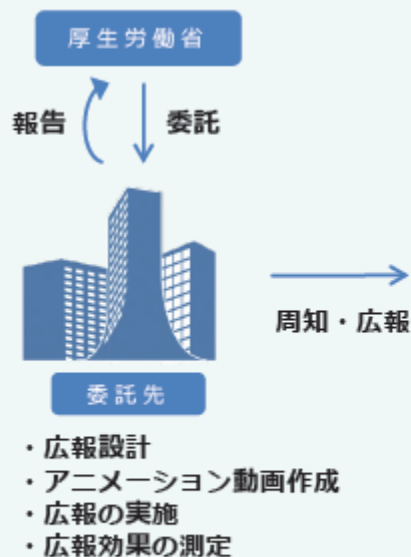 厚生労働省
報告
委託
周知・広報
委託先
・広報設計
・アニメーション動画作成
・広報の実施
・広報効果の測定